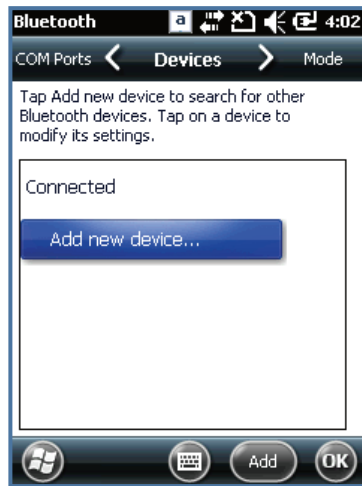 Bluetooth a 4:02
COM Ports Devices Mode
Tap Add new device to search for other
Bluetooth devices. Tap on a device to
modify its settings.
Connected
Add new device...
Add OK